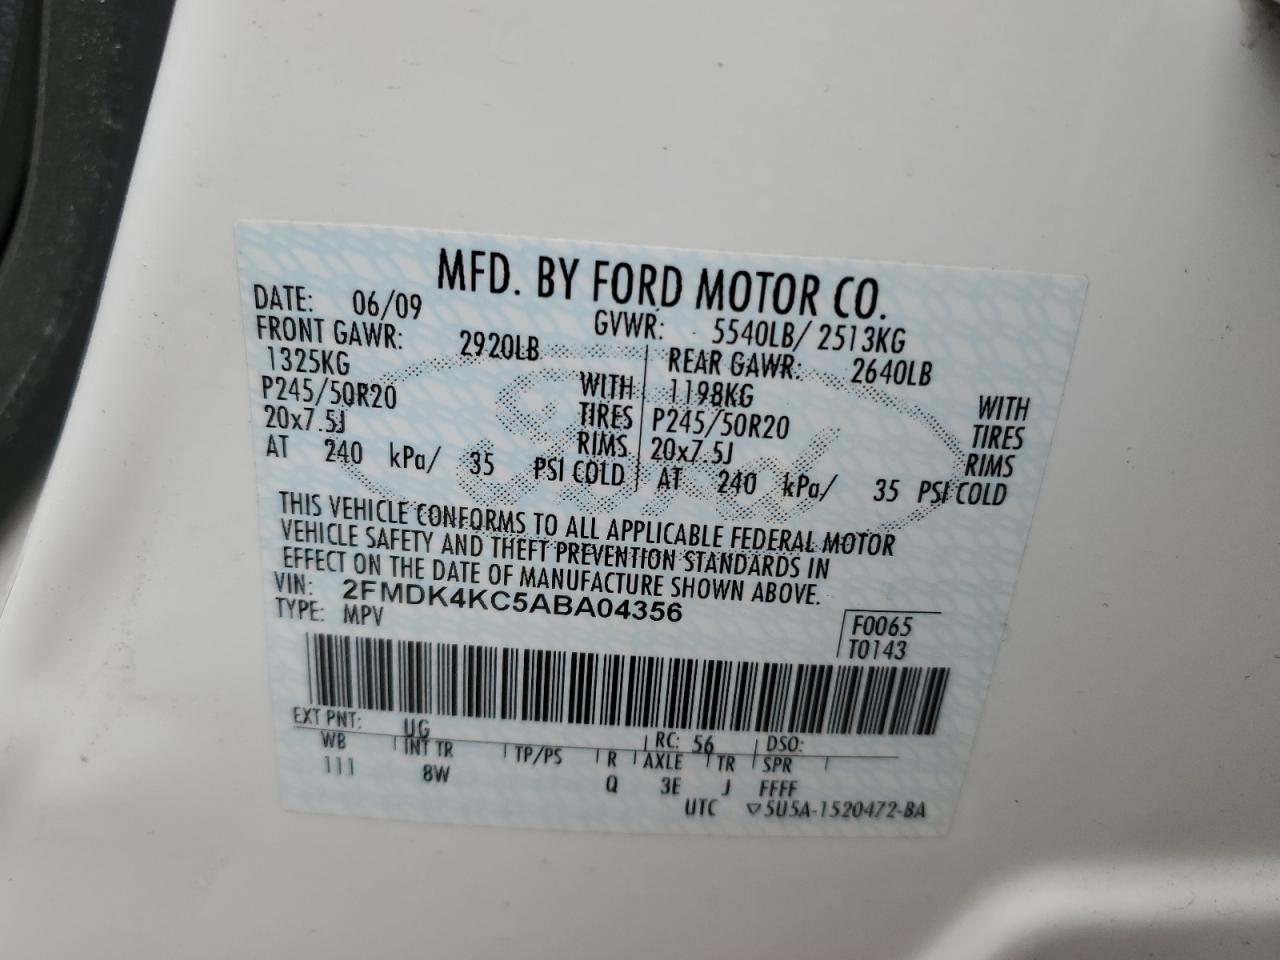 MFD. BY FORD MOTOR CO.
DATE: 06/09 GVWR: 5540LB/ 2513KG
FRONT GAWR: 2920LB REAR GAWR: 2640LB
1325KG WITH 1198KG WITH
P245/50R20 TIRES P245/50R20 TIRES
20x7.5J RIMS 20x7.5J RIMS
AT 240 kPa/ 35 PSI COLD AT 240 kPa/ 35 PSI COLD
THIS VEHICLE CONFORMS TO ALL APPLICABLE FEDERAL MOTOR
VEHICLE SAFETY AND THEFT PREVENTION STANDARDS IN
EFFECT ON THE DATE OF MANUFACTURE SHOWN ABOVE.
VIN: 2FMDK4KC5ABA04356
TYPE: MPV
F0065
T0143
EXT PNT: UG RC: 56 DSO:
WB INT TR TP/PS R AXLE TR SPR
111 8W Q 3E J FFFF
UTC ▽5U5A-1520472-BA
Ford